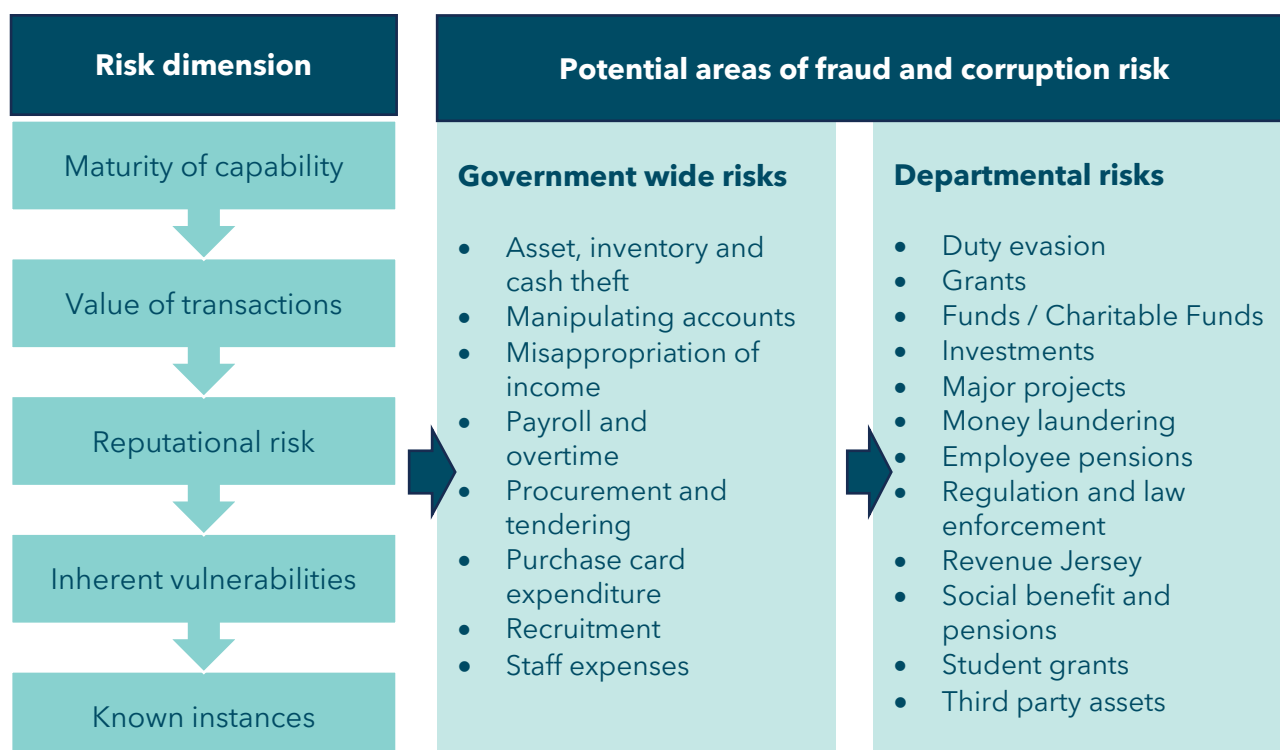 Risk dimension
Maturity of capability
Value of transactions
Reputational risk
Inherent vulnerabilities
Known instances
Potential areas of fraud and corruption risk
Government wide risks
• Asset, inventory and
cash theft
• Manipulating accounts
• Misappropriation of
income
• Payroll and
overtime
• Procurement and
tendering
• Purchase card
expenditure
• Recruitment
• Staff expenses
Departmental risks
• Duty evasion
• Grants
• Funds / Charitable Funds
• Investments
• Major projects
• Money laundering
• Employee pensions
• Regulation and law
enforcement
• Revenue Jersey
• Social benefit and
pensions
• Student grants
• Third party assets